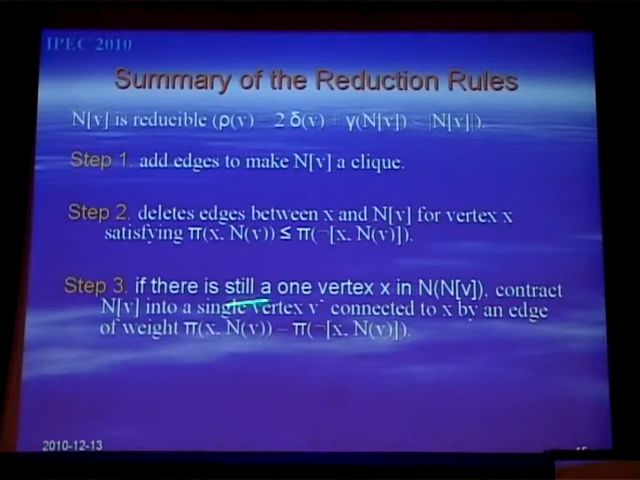 IPEC 2010
Summary of the Reduction Rules
N[v] is reducible (ρ(v) = 2 δ(v) + γ(N[v]) < |N[v]|).
Step 1. add edges to make N[v] a clique.
Step 2. deletes edges between x and N[v] for vertex x
satisfying π(x, N(v)) ≤ π(¬[x, N(v)]).
Step 3. if there is still a one vertex x in N(N[v]), contract
N[v] into a single vertex v' connected to x by an edge
of weight π(x, N(v)) – π(¬[x, N(v)]).
2010-12-13
15